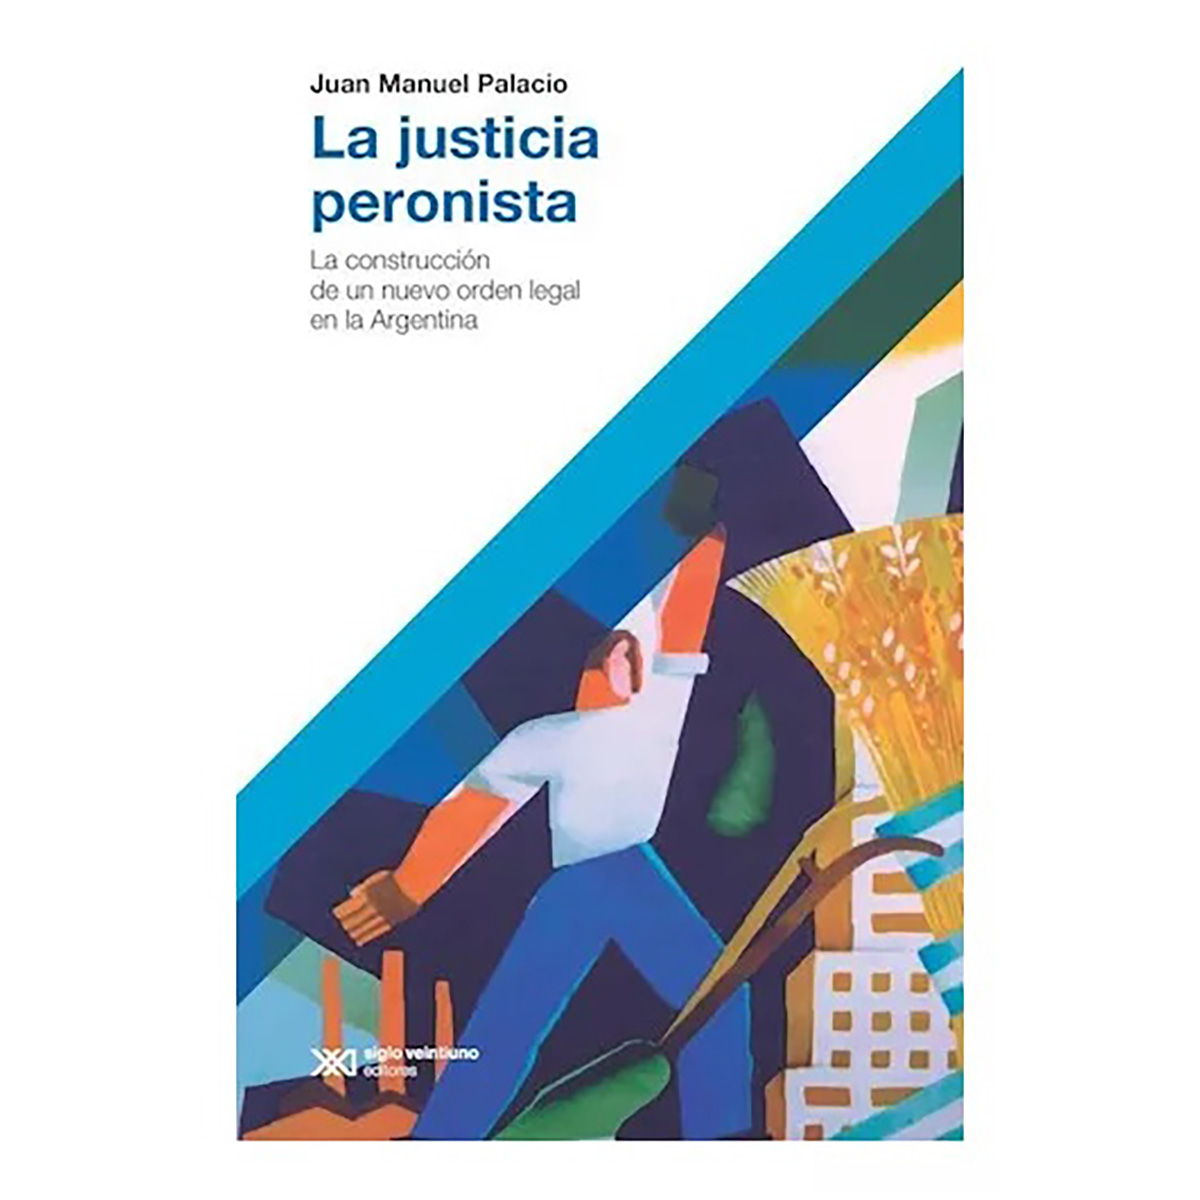 Juan Manuel Palacio
La justicia
peronista
La construcción
de un nuevo orden legal
en la Argentina
siglo veintiuno
editores